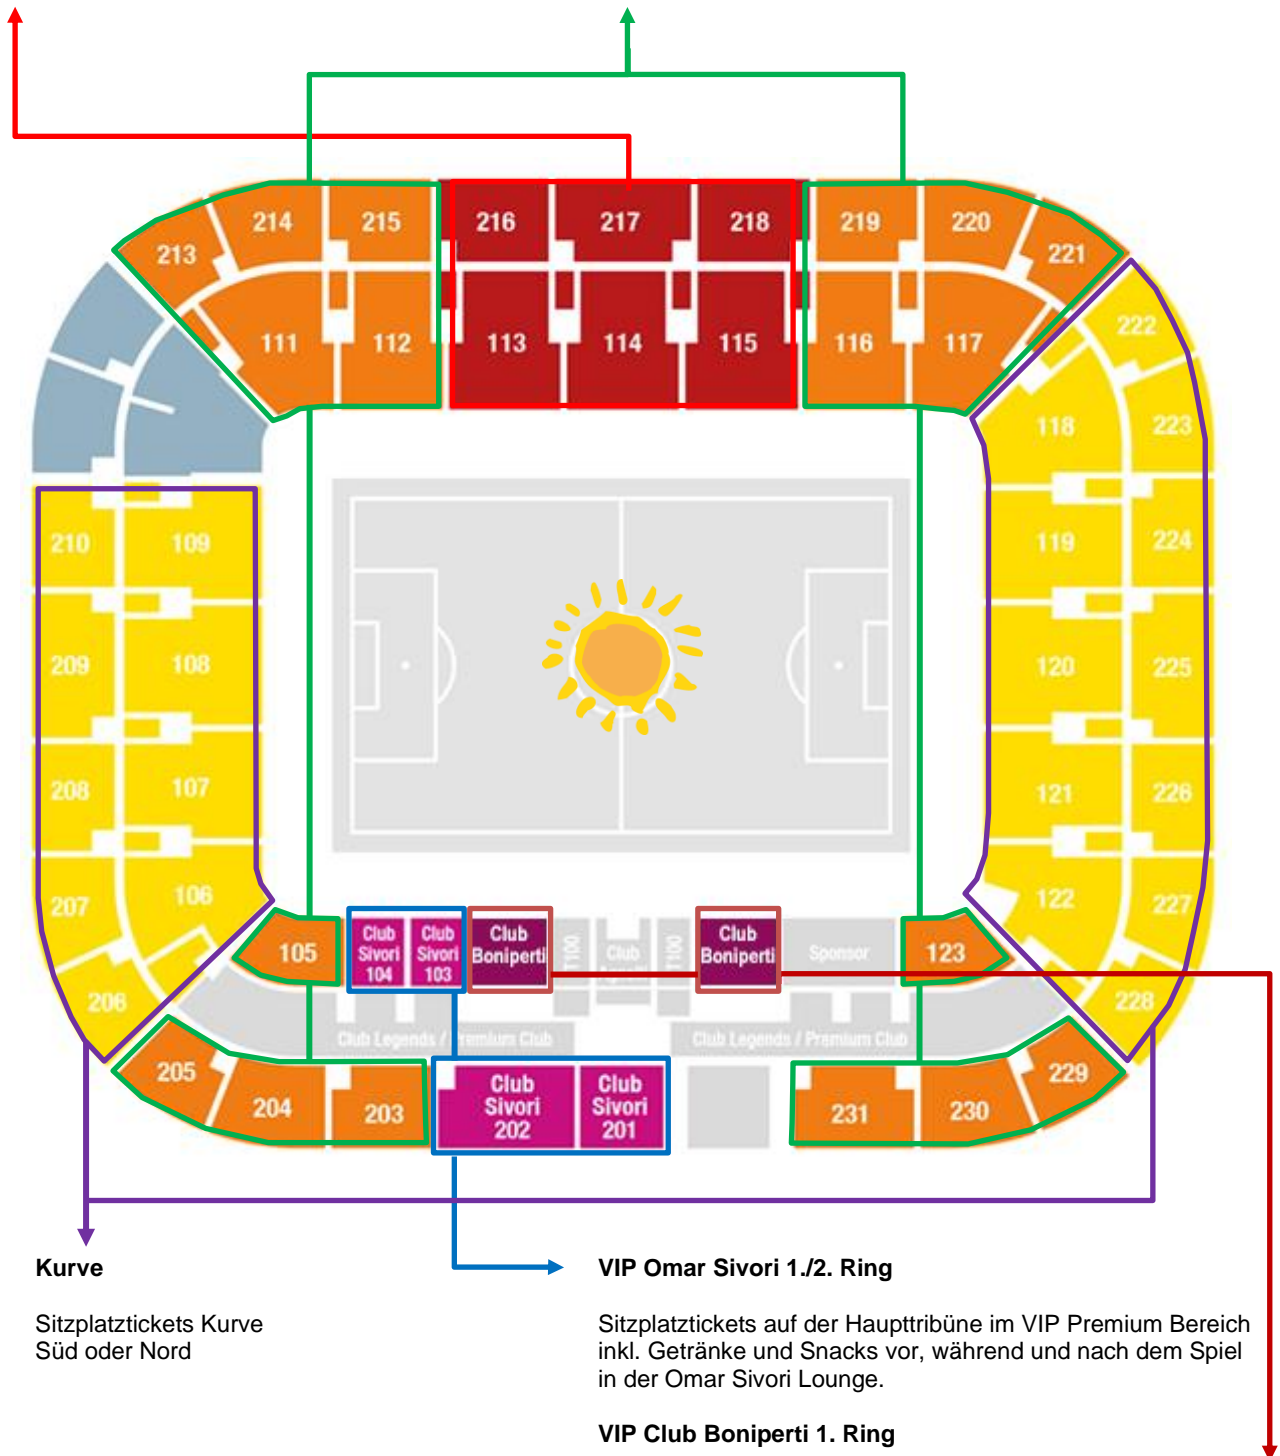 214
215
216
217
218
219
220
213
221
111
112
113
114
115
116
117
222
118
223
210
109
119
224
209
108
120
225
208
107
121
226
207
106
122
227
206
105
Club
Sivori
104
Club
Sivori
103
Club
Boniperti
T100
Club
T100
Club
Boniperti
Sponsor
123
228
Club Legends / Premium Club
Club Legends / Premium Club
205
204
203
Club
Sivori
202
Club
Sivori
201
231
230
229
Kurve
Sitzplatztickets Kurve
Süd oder Nord
VIP Omar Sivori 1./2. Ring
Sitzplatztickets auf der Haupttribüne im VIP Premium Bereich
inkl. Getränke und Snacks vor, während und nach dem Spiel
in der Omar Sivori Lounge.
VIP Club Boniperti 1. Ring